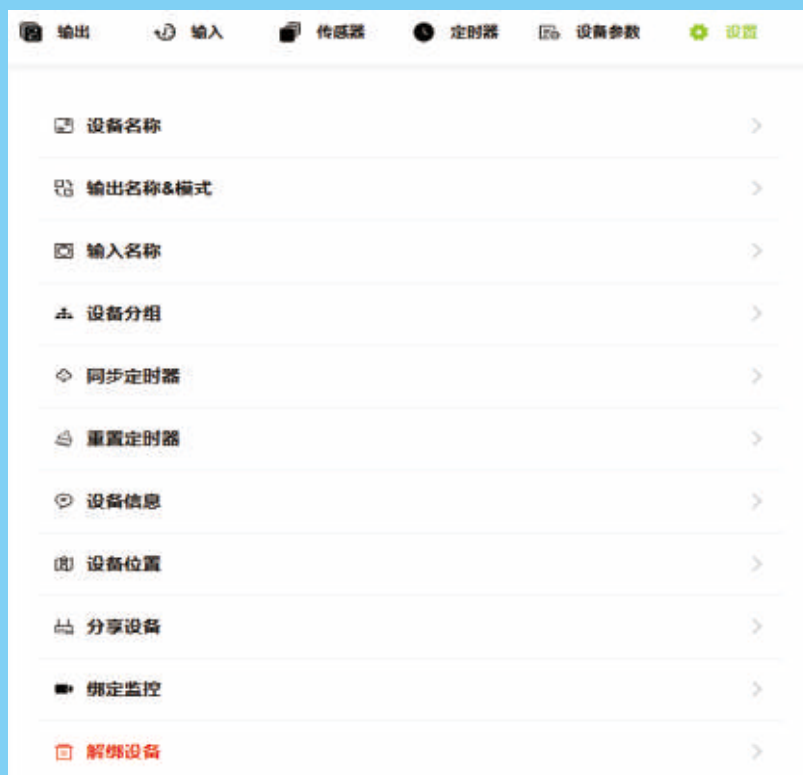 输出 输入 传感器 定时器 设备参数 设置
设备名称
输出名称&模式
输入名称
设备分组
同步定时器
重置定时器
设备信息
设备位置
分享设备
绑定监控
解绑设备